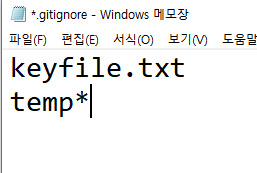 *.gitignore - Windows 메모장
파일(F) 편집(E) 서식(O) 보기(V) 도움말
keyfile.txt
temp*